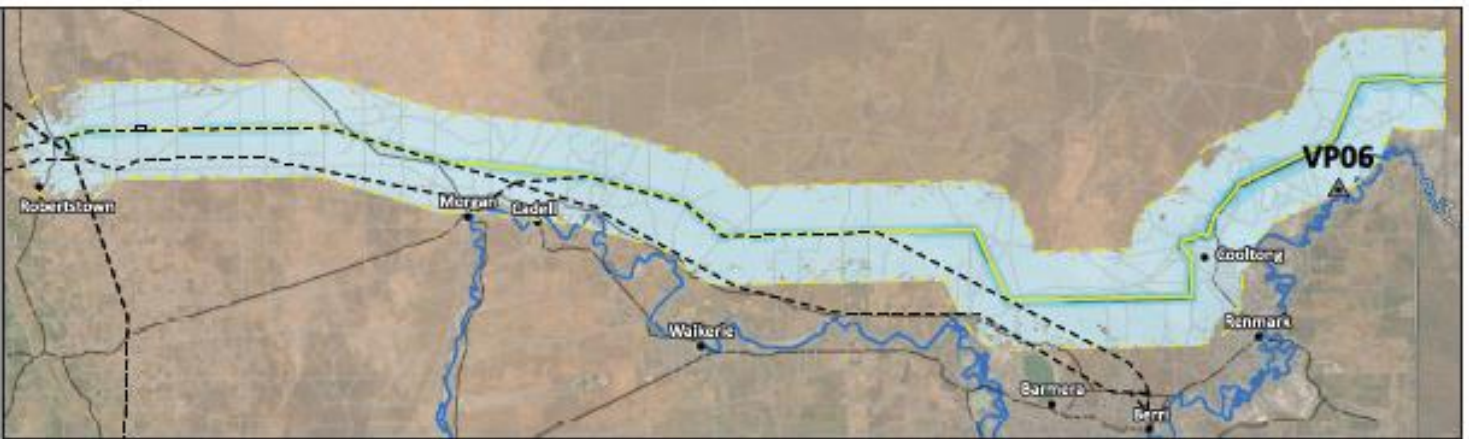 VP06
Robertstown
Morgan
Cadell
Cooltong
Renmark
Waikerie
Barmera
Berri